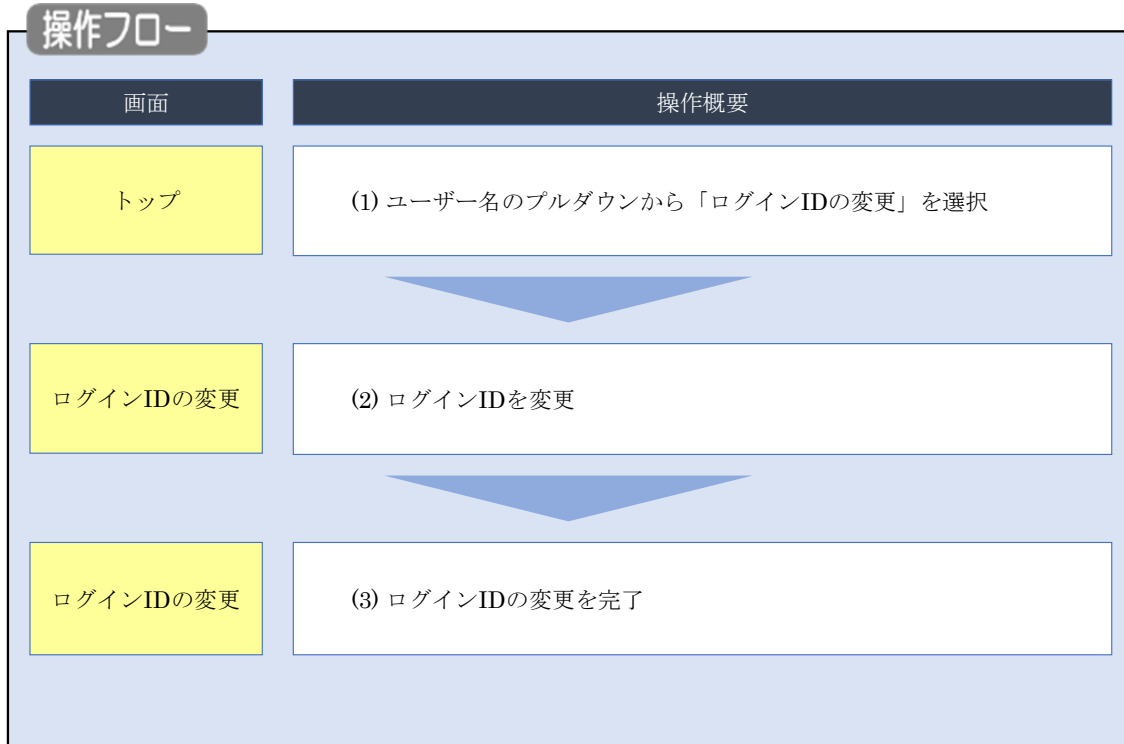 操作フロー
画面 操作概要
トップ (1) ユーザー名のプルダウンから「ログインIDの変更」を選択
ログインIDの変更 (2) ログインIDを変更
ログインIDの変更 (3) ログインIDの変更を完了